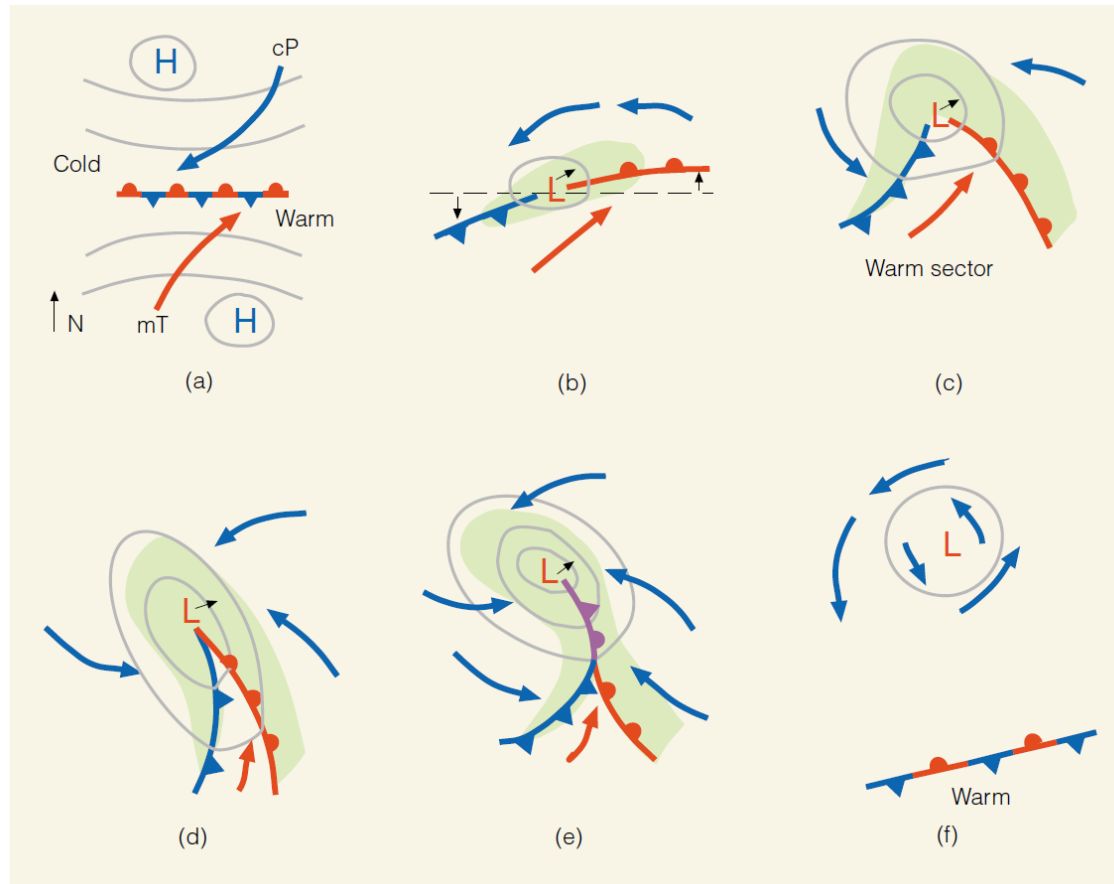 H
cP
Cold
Warm
N
mT
H
(a)
L
(b)
L
Warm sector
(c)
L
(d)
L
(e)
L
Warm
(f)